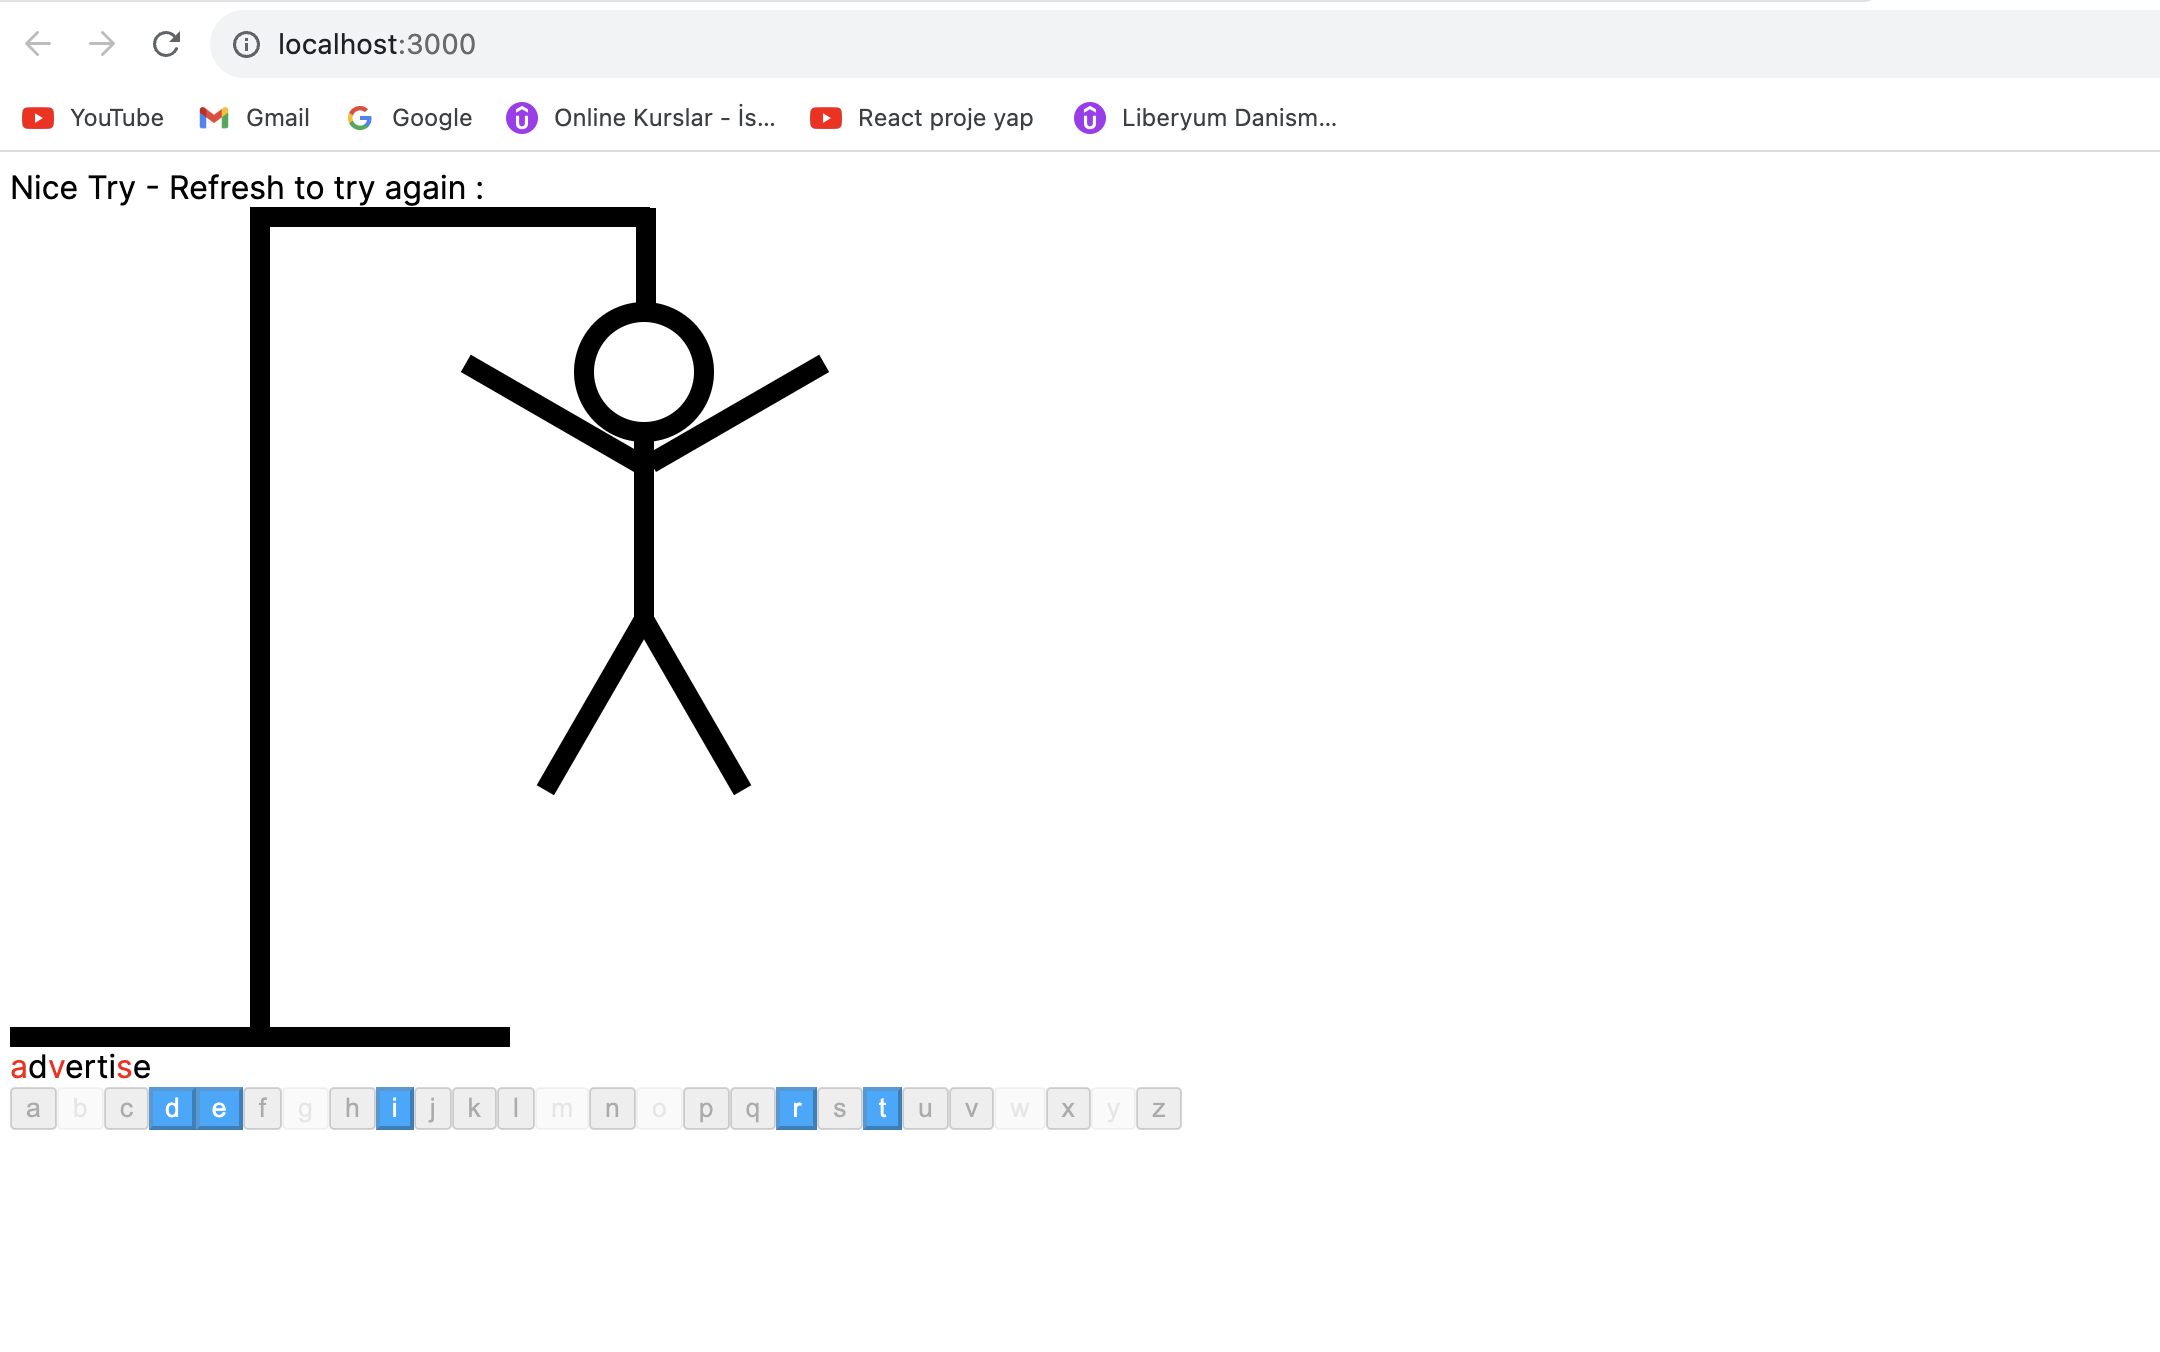 localhost:3000
YouTube Gmail Google Online Kurslar - İs... React proje yap Liberyum Danism...
Nice Try - Refresh to try again :
advertise
a b c d e f g h i j k l m n o p q r s t u v w x y z